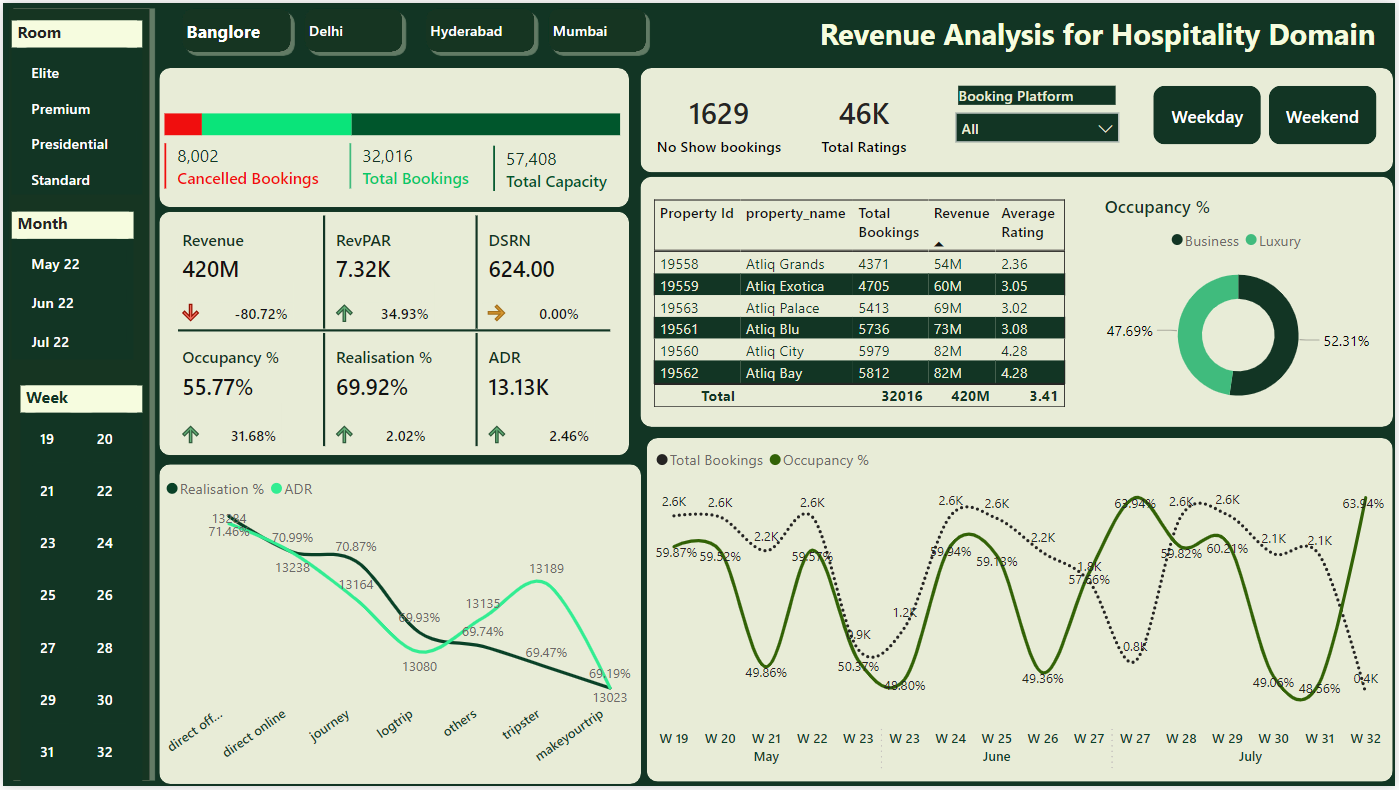 Room
Elite
Premium
Presidential
Standard
Month
May 22
Jun 22
Jul 22
Week
19 20
21 22
23 24
25 26
27 28
29 30
31 32
Banglore Delhi Hyderabad Mumbai
Revenue Analysis for Hospitality Domain
8,002
Cancelled Bookings
32,016
Total Bookings
57,408
Total Capacity
1629
No Show bookings
46K
Total Ratings
Booking Platform
All
Weekday Weekend
Revenue
420M
-80.72%
RevPAR
7.32K
34.93%
DSRN
624.00
0.00%
Occupancy %
55.77%
31.68%
Realisation %
69.92%
2.02%
ADR
13.13K
2.46%
Property Id property_name Total Bookings Revenue Average Rating
19558 Atliq Grands 4371 54M 2.36
19559 Atliq Exotica 4705 60M 3.05
19563 Atliq Palace 5413 69M 3.02
19561 Atliq Blu 5736 73M 3.08
19560 Atliq City 5979 82M 4.28
19562 Atliq Bay 5812 82M 4.28
Total 32016 420M 3.41
Occupancy %
Business Luxury
47.69%
52.31%
Realisation % ADR
13284
71.46%
70.99%
13238
70.87%
13164
69.93%
13080
13135
69.74%
13189
69.47%
69.19%
13023
direct off... direct online journey logtrip others tripster makeyourtrip
Total Bookings Occupancy %
2.6K 2.6K 2.2K 2.6K 0.9K 1.2K 2.6K 2.6K 2.2K 1.8K 0.8K 2.6K 2.6K 2.1K 2.1K 0.4K
59.87% 59.52% 49.86% 59.57% 50.37% 48.80% 59.94% 59.13% 49.36% 57.66% 63.94% 59.82% 60.21% 49.06% 48.56% 63.94%
W 19 W 20 W 21 W 22 W 23 W 23 W 24 W 25 W 26 W 27 W 27 W 28 W 29 W 30 W 31 W 32
May June July